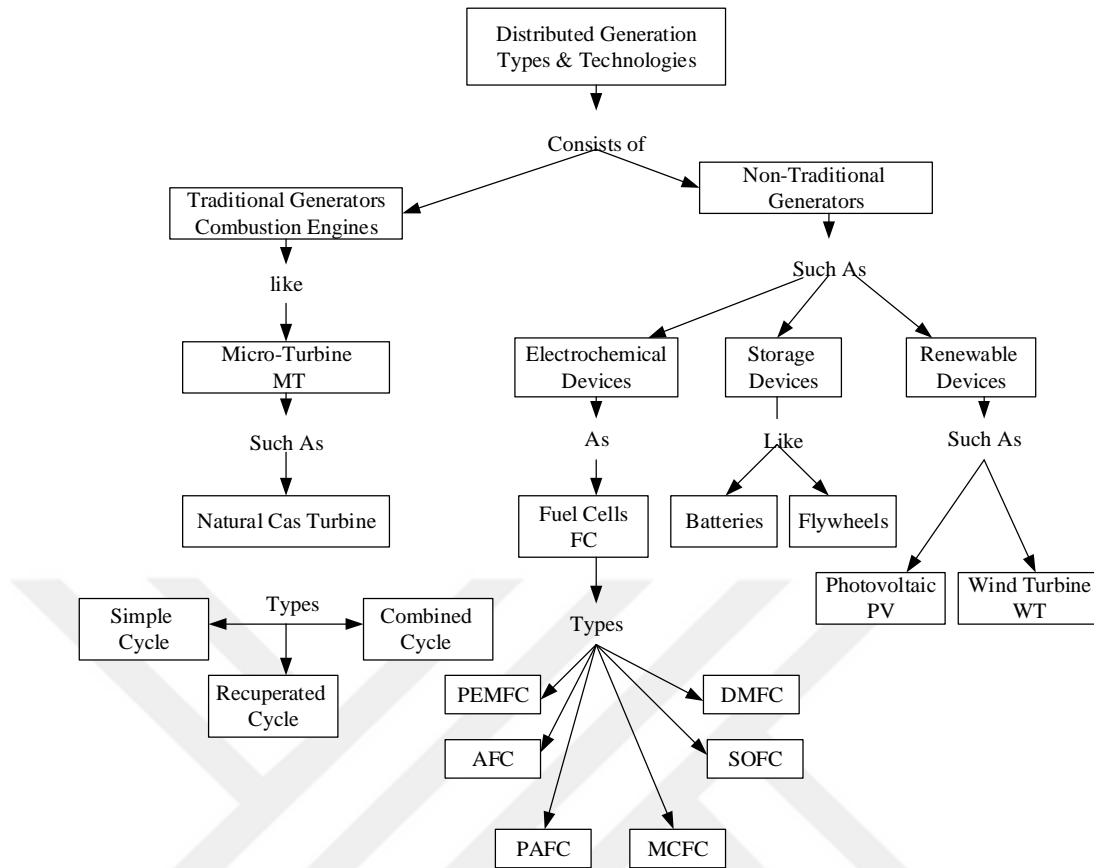 Distributed Generation
Types & Technologies
Consists of
Traditional Generators
Combustion Engines
Non-Traditional
Generators
like
Such As
Micro-Turbine
MT
Electrochemical
Devices
Storage
Devices
Renewable
Devices
Such As
As
Like
Such As
Natural Cas Turbine
Fuel Cells
FC
Batteries
Flywheels
Photovoltaic
PV
Wind Turbine
WT
Types
Simple
Cycle
Combined
Cycle
Recuperated
Cycle
Types
PEMFC
DMFC
AFC
SOFC
PAFC
MCFC